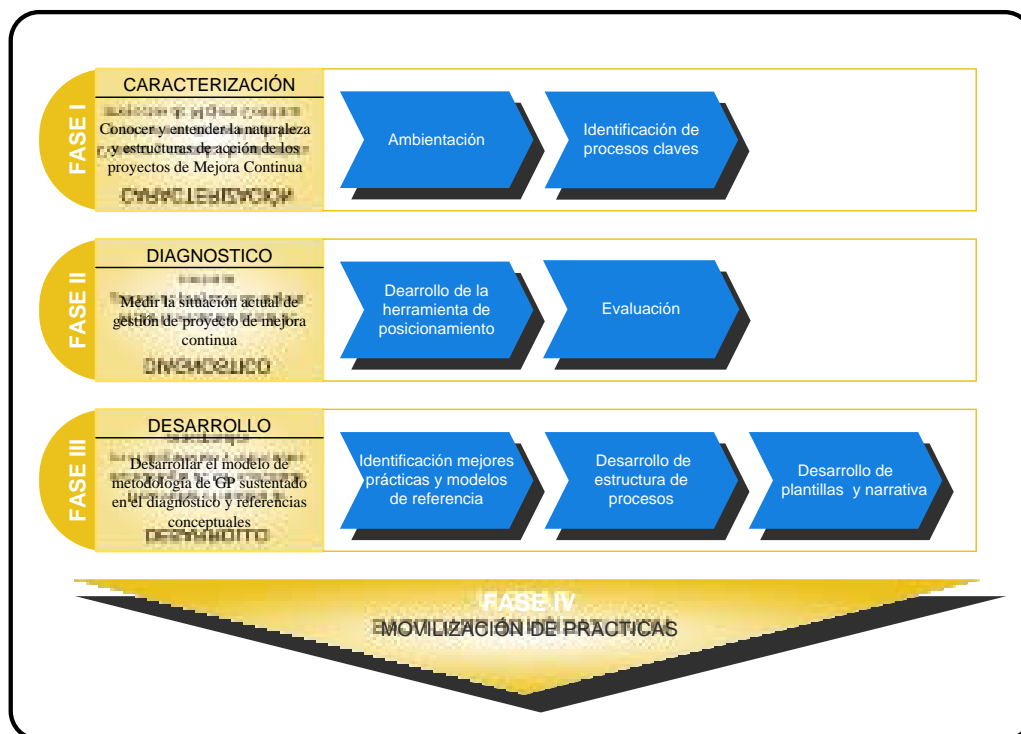 FASE I
CARACTERIZACIÓN
Conocer y entender la naturaleza
y estructuras de acción de los
proyectos de Mejora Continua
Ambientación
Identificación de
procesos claves
FASE II
DIAGNOSTICO
Medir la situación actual de
gestión de proyecto de mejora
continua
Dearrollo de la
herramienta de
posicionamiento
Evaluación
FASE III
DESARROLLO
Desarrollar el modelo de
metodología de GP sustentado
en el diagnóstico y referencias
conceptuales
Identificación mejores
prácticas y modelos
de referencia
Desarrollo de
estructura de
procesos
Desarrollo de
plantillas y narrativa
FASE IV
MOVILIZACIÓN DE PRACTICAS